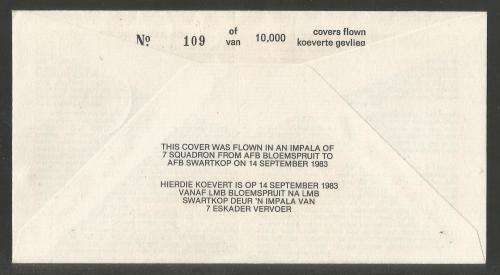 No. 109 of van 10,000 covers flown
koeverte gevlieg
THIS COVER WAS FLOWN IN AN IMPALA OF
7 SQUADRON FROM AFB BLOEMSPRUIT TO
AFB SWARTKOP ON 14 SEPTEMBER 1983
HIERDIE KOEVERT IS OP 14 SEPTEMBER 1983
VANAF LMB BLOEMSPRUIT NA LMB
SWARTKOP DEUR 'N IMPALA VAN
7 ESKADER VERVOER